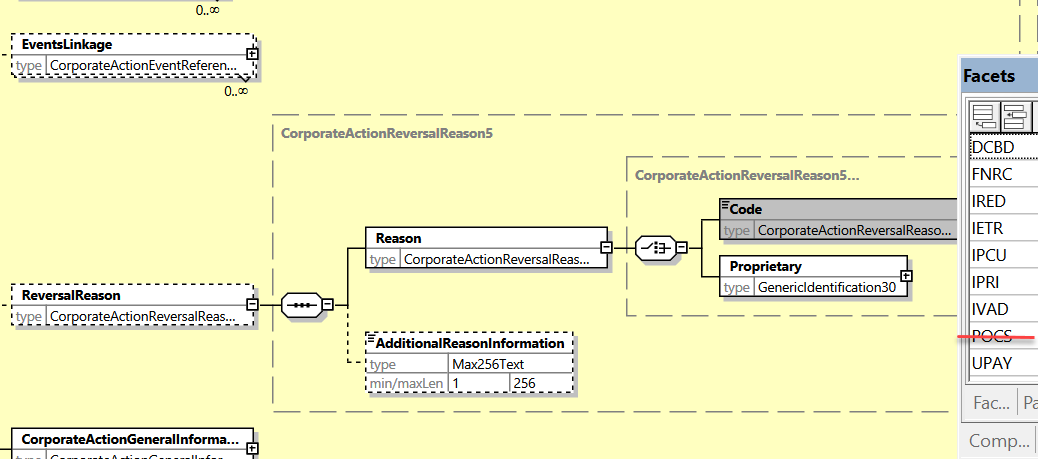 0..∞
EventsLinkage
type CorporateActionEventReferen...
0..∞
CorporateActionReversalReason5
CorporateActionReversalReason5...
Code
type CorporateActionReversalReaso...
Reason
type CorporateActionReversalReas...
Proprietary
type GenericIdentification30
ReversalReason
type CorporateActionReversalReas...
AdditionalReasonInformation
type Max256Text
min/maxLen 1 256
CorporateActionGeneralInforma...
Facets
DCBD
FNRC
IRED
IETR
IPCU
IPRI
IVAD
POCS
UPAY
Fac...
Comp...